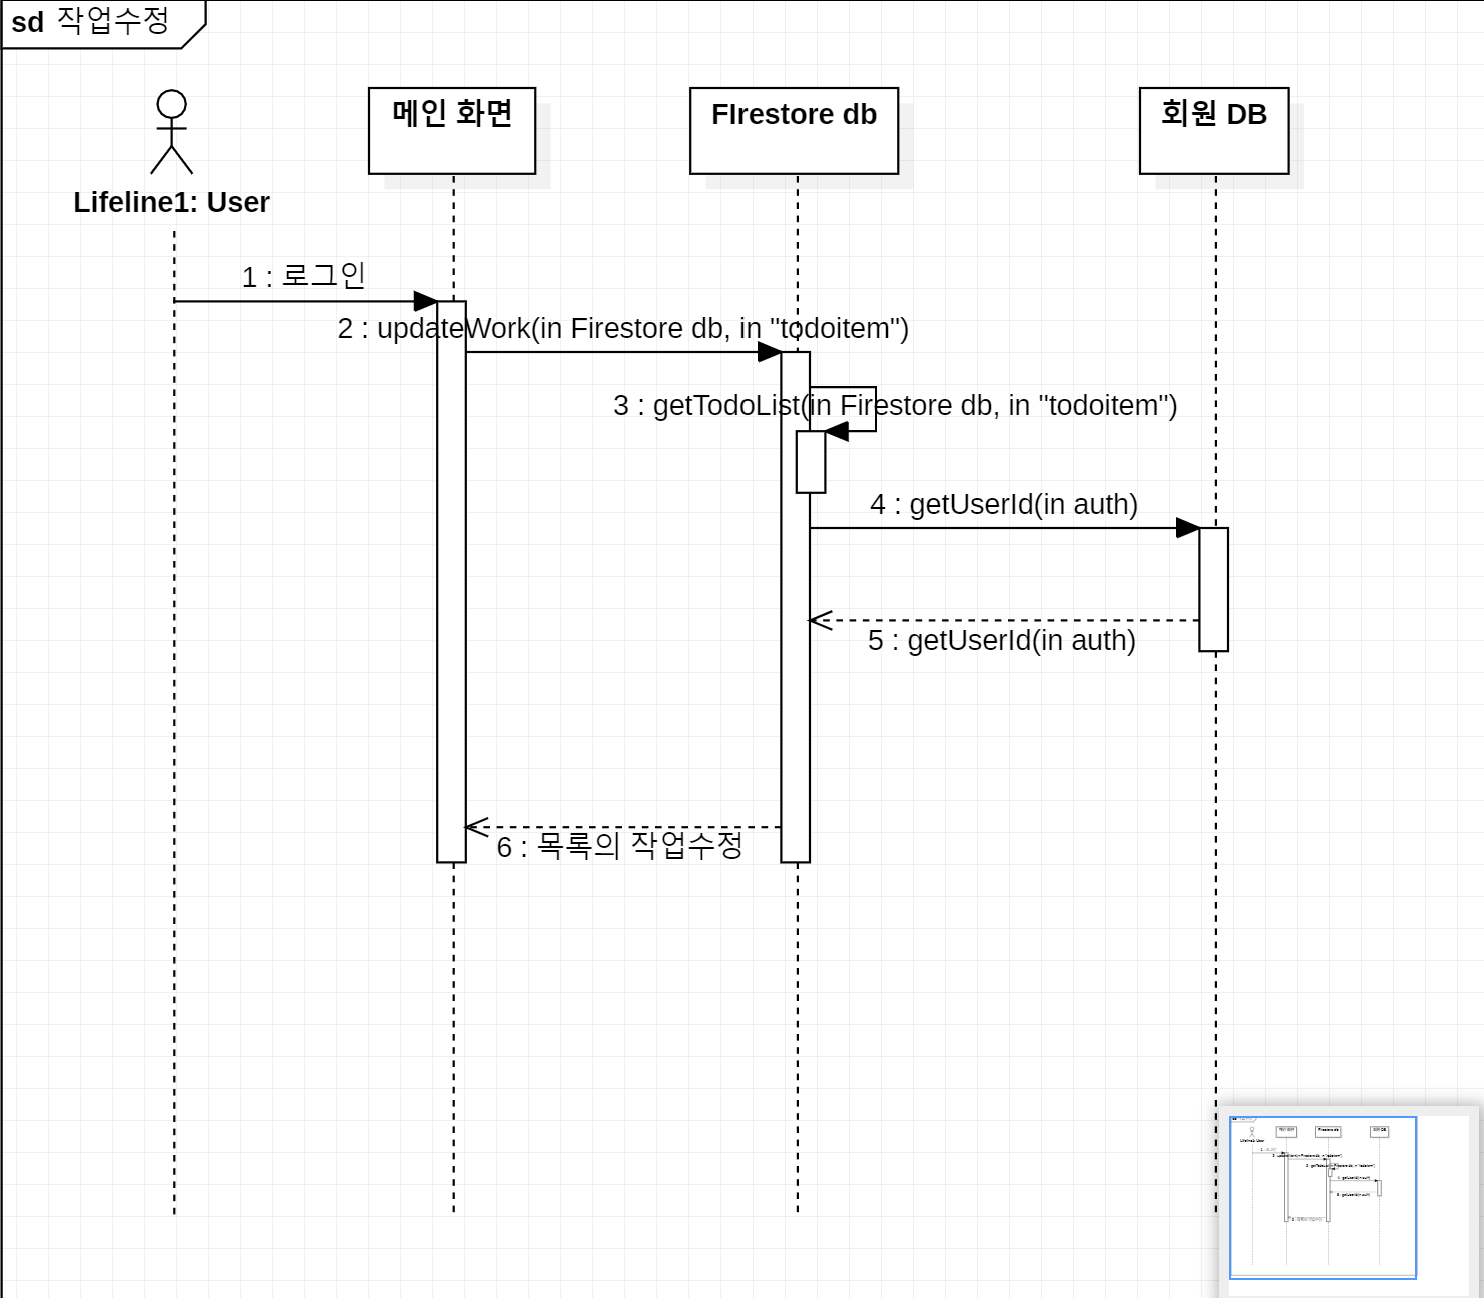 sd 작업수정
Lifeline1: User
메인 화면
FIrestore db
회원 DB
1 : 로그인
2 : updateWork(in Firestore db, in "todoitem")
3 : getTodoList(in Firestore db, in "todoitem")
4 : getUserId(in auth)
5 : getUserId(in auth)
6 : 목록의 작업수정